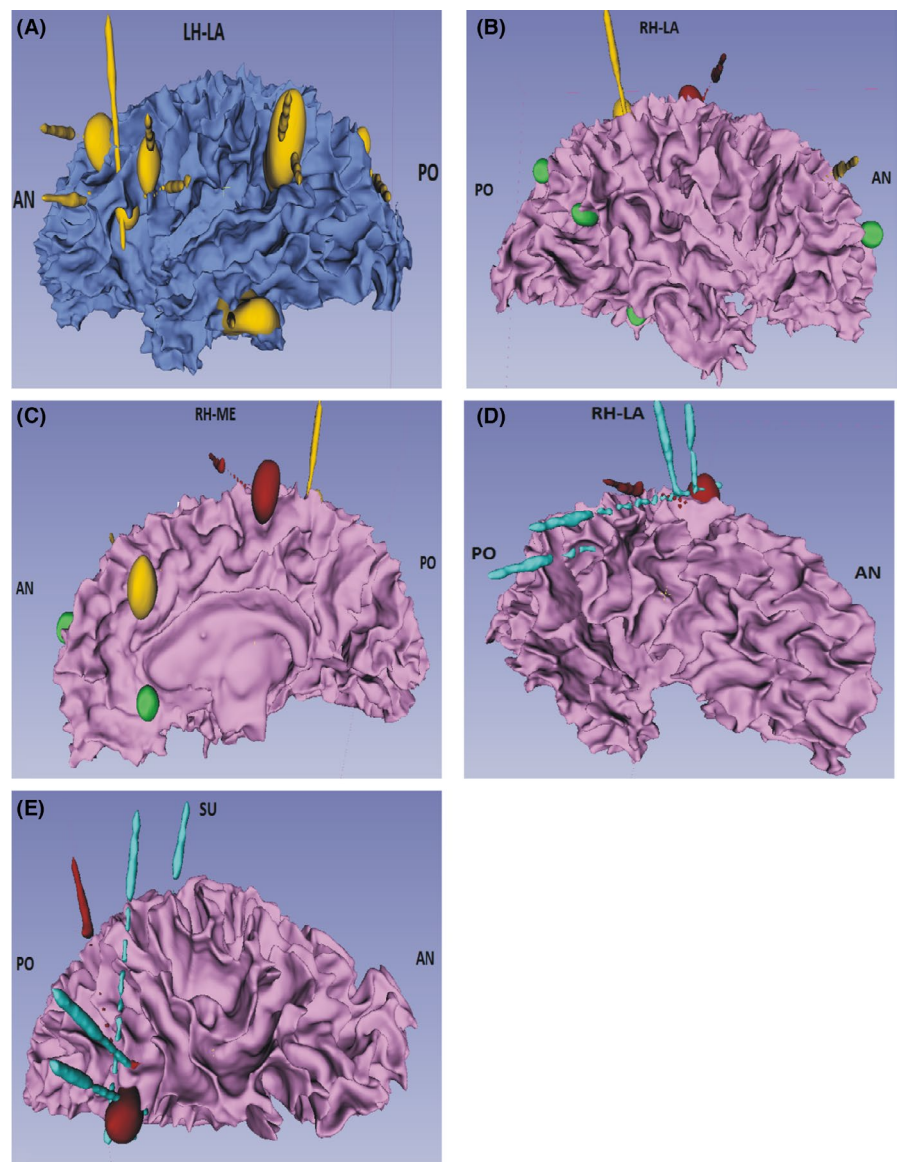 (A)
LH-LA
AN
PO
(B)
RH-LA
PO
AN
(C)
RH-ME
AN
PO
(D)
RH-LA
PO
AN
(E)
SU
PO
AN